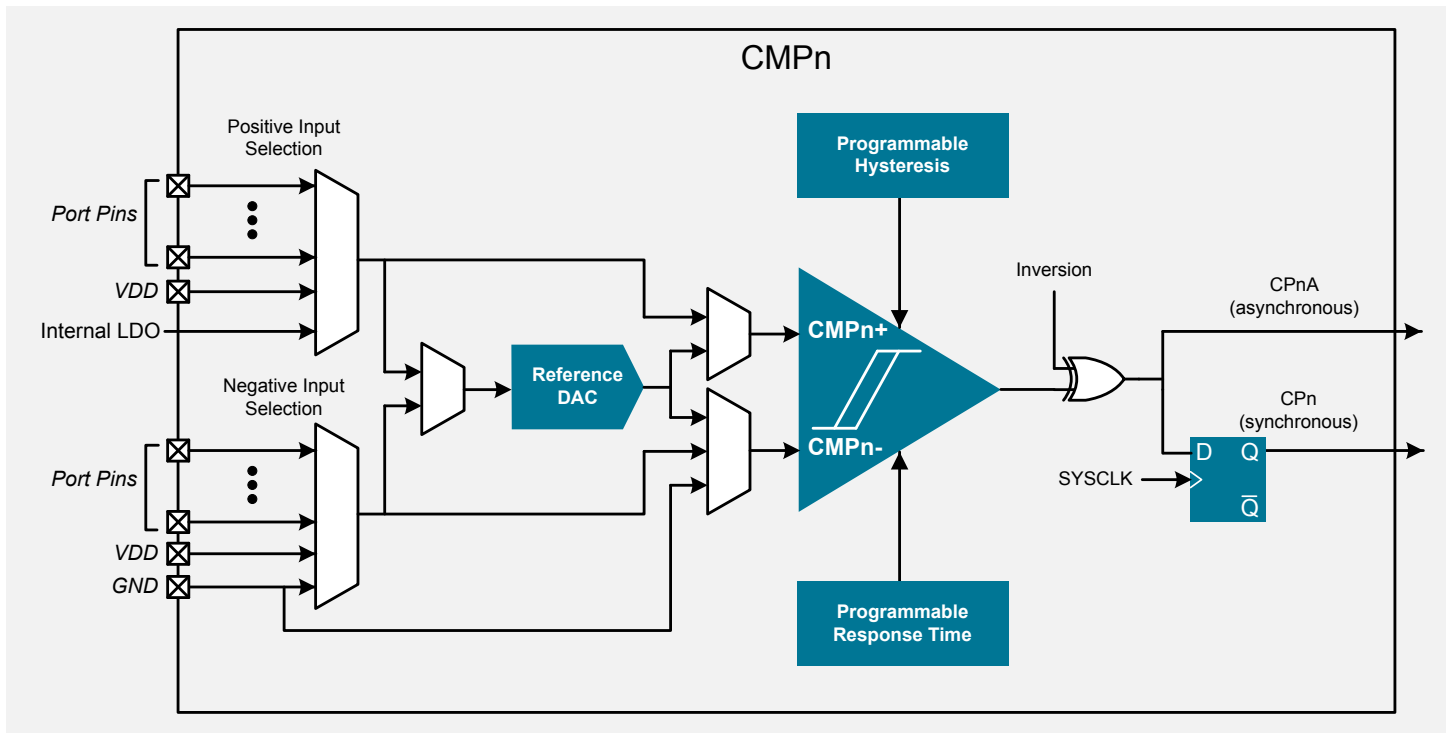 CMPn
Positive Input
Selection
Port Pins
VDD
Internal LDO
Negative Input
Selection
Port Pins
VDD
GND
Reference
DAC
Programmable
Hysteresis
CMPn+
CMPn-
Programmable
Response Time
Inversion
CPnA
(asynchronous)
CPn
(synchronous)
SYSCLK
D Q
Q̅